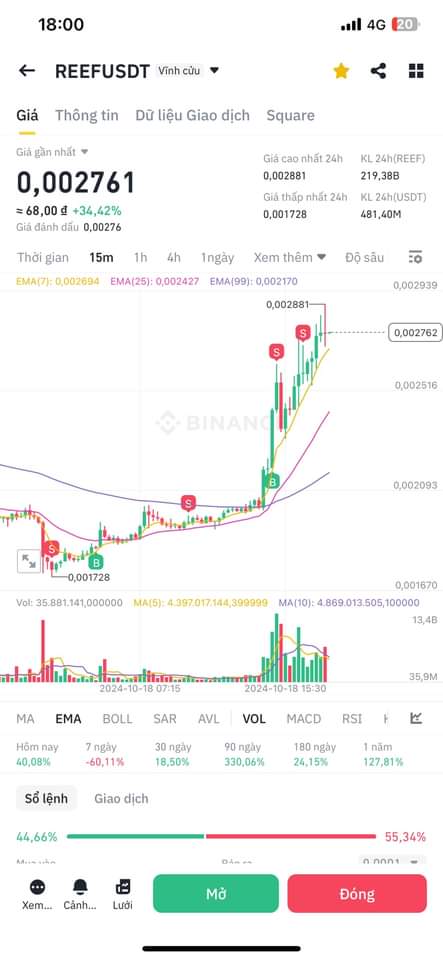 18:00
4G
20
REEFUSDT Vĩnh cửu
Giá Thông tin Dữ liệu Giao dịch Square
Giá gần nhất
0,002761
≈ 68,00 ₫ +34,42%
Giá đánh dấu 0,00276
Giá cao nhất 24h KL 24h(REEF)
0,002881 219,38B
Giá thấp nhất 24h KL 24h(USDT)
0,001728 481,40M
Thời gian 15m 1h 4h 1ngày Xem thêm Độ sâu
EMA(7): 0,002694 EMA(25): 0,002427 EMA(99): 0,002170
0,002939
0,002881
0,002762
S
S
0,002516
BINANC
B
0,002093
S
S
B
0,001728
0,001670
Vol: 35.881.141,000000 MA(5): 4.397.017.144,399999 MA(10): 4.869.013.505,100000
13,4B
35,9M
2024-10-18 07:15 2024-10-18 15:30
MA EMA BOLL SAR AVL VOL MACD RSI
Hôm nay 7 ngày 30 ngày 90 ngày 180 ngày 1 năm
40,08% -60,11% 18,50% 330,06% 24,15% 127,81%
Sổ lệnh Giao dịch
44,66% 55,34%
0,0001
Xem... Cảnh... Lưới
Mở Đóng